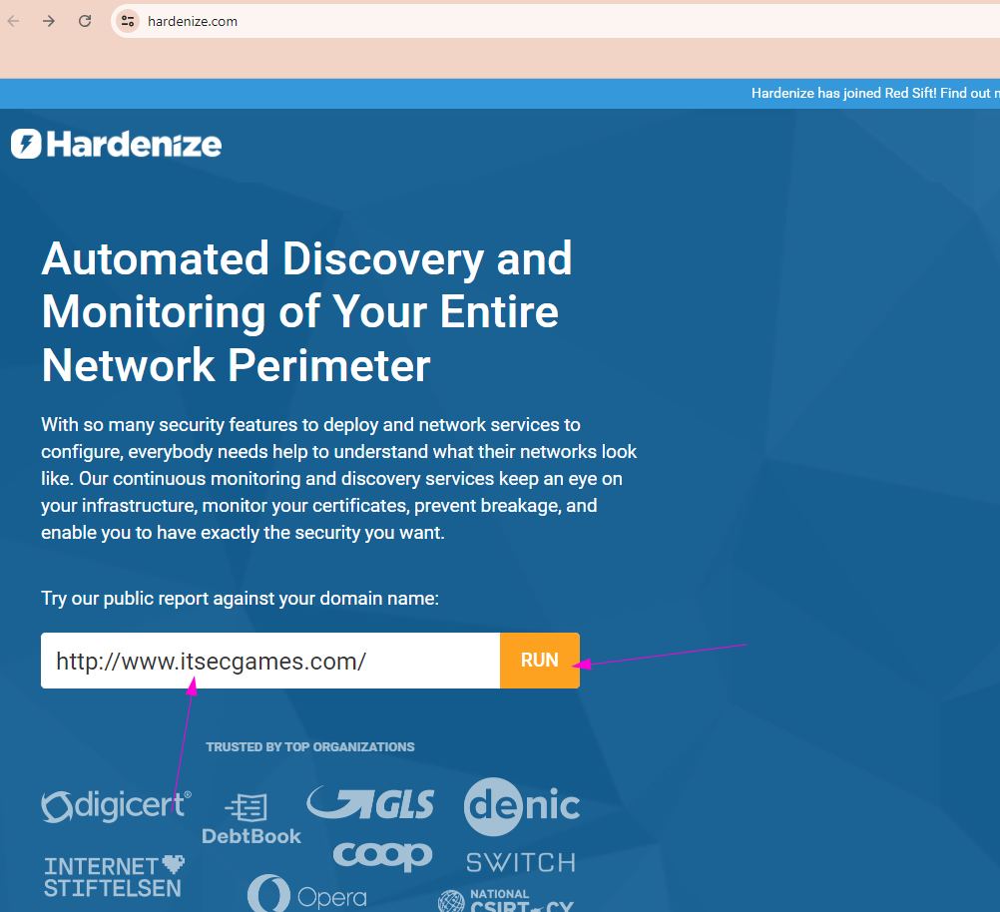 hardenize.com
Hardenize has joined Red Sift! Find out
Hardenize
Automated Discovery and
Monitoring of Your Entire
Network Perimeter
With so many security features to deploy and network services to
configure, everybody needs help to understand what their networks look
like. Our continuous monitoring and discovery services keep an eye on
your infrastructure, monitor your certificates, prevent breakage, and
enable you to have exactly the security you want.
Try our public report against your domain name:
http://www.itsecgames.com/ RUN
TRUSTED BY TOP ORGANIZATIONS
digicert® DebtBook GLS denic
INTERNET
STIFTELSEN
coop SWITCH
Opera
NATIONAL
CSIRT-CY